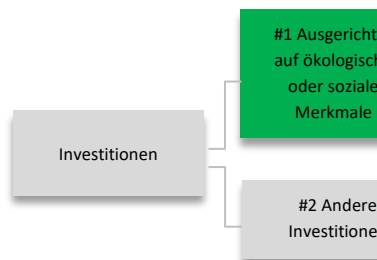 #1 Ausgericht
auf ökologisch
oder soziale
Merkmale
Investitionen
#2 Andere
Investitione